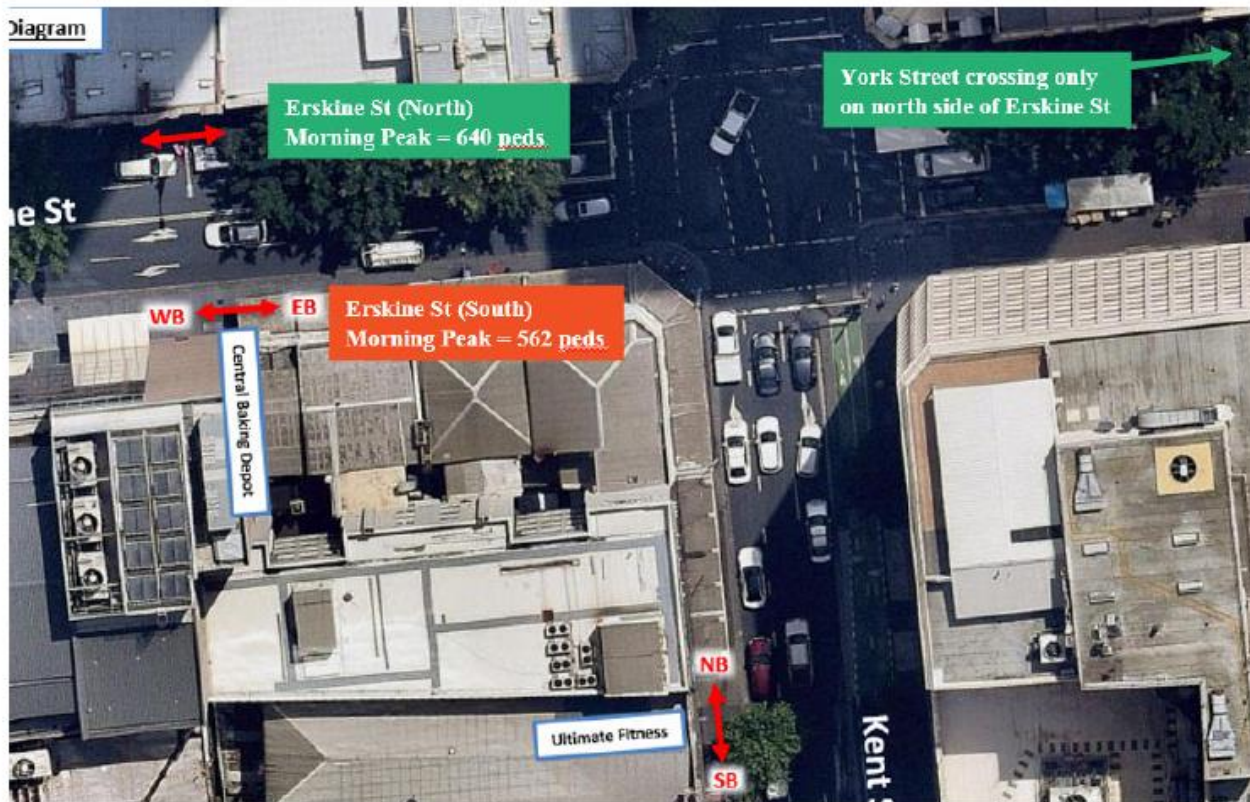 Diagram
York Street crossing only
on north side of Erskine St
Erskine St (North)
Morning Peak = 640 peds
ne St
WB
EB
Erskine St (South)
Morning Peak = 562 peds
Central Baking Depot
NB
Ultimate Fitness
SB
Kent S